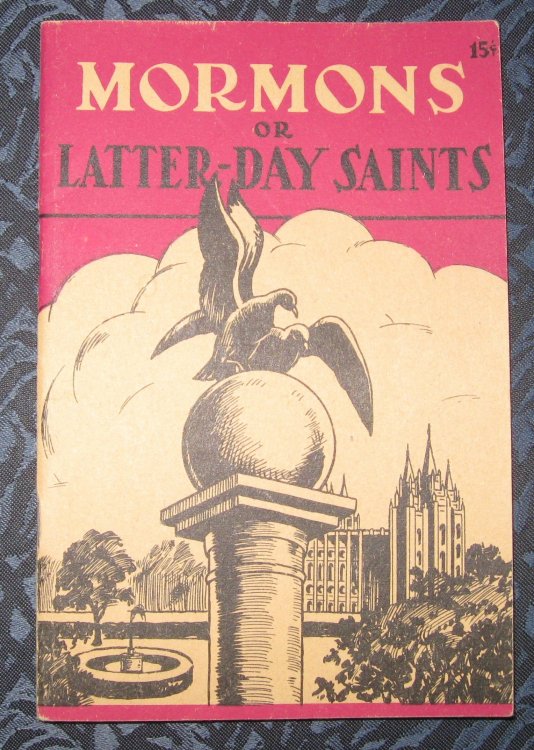 15¢
MORMONS
OR
LATTER-DAY SAINTS